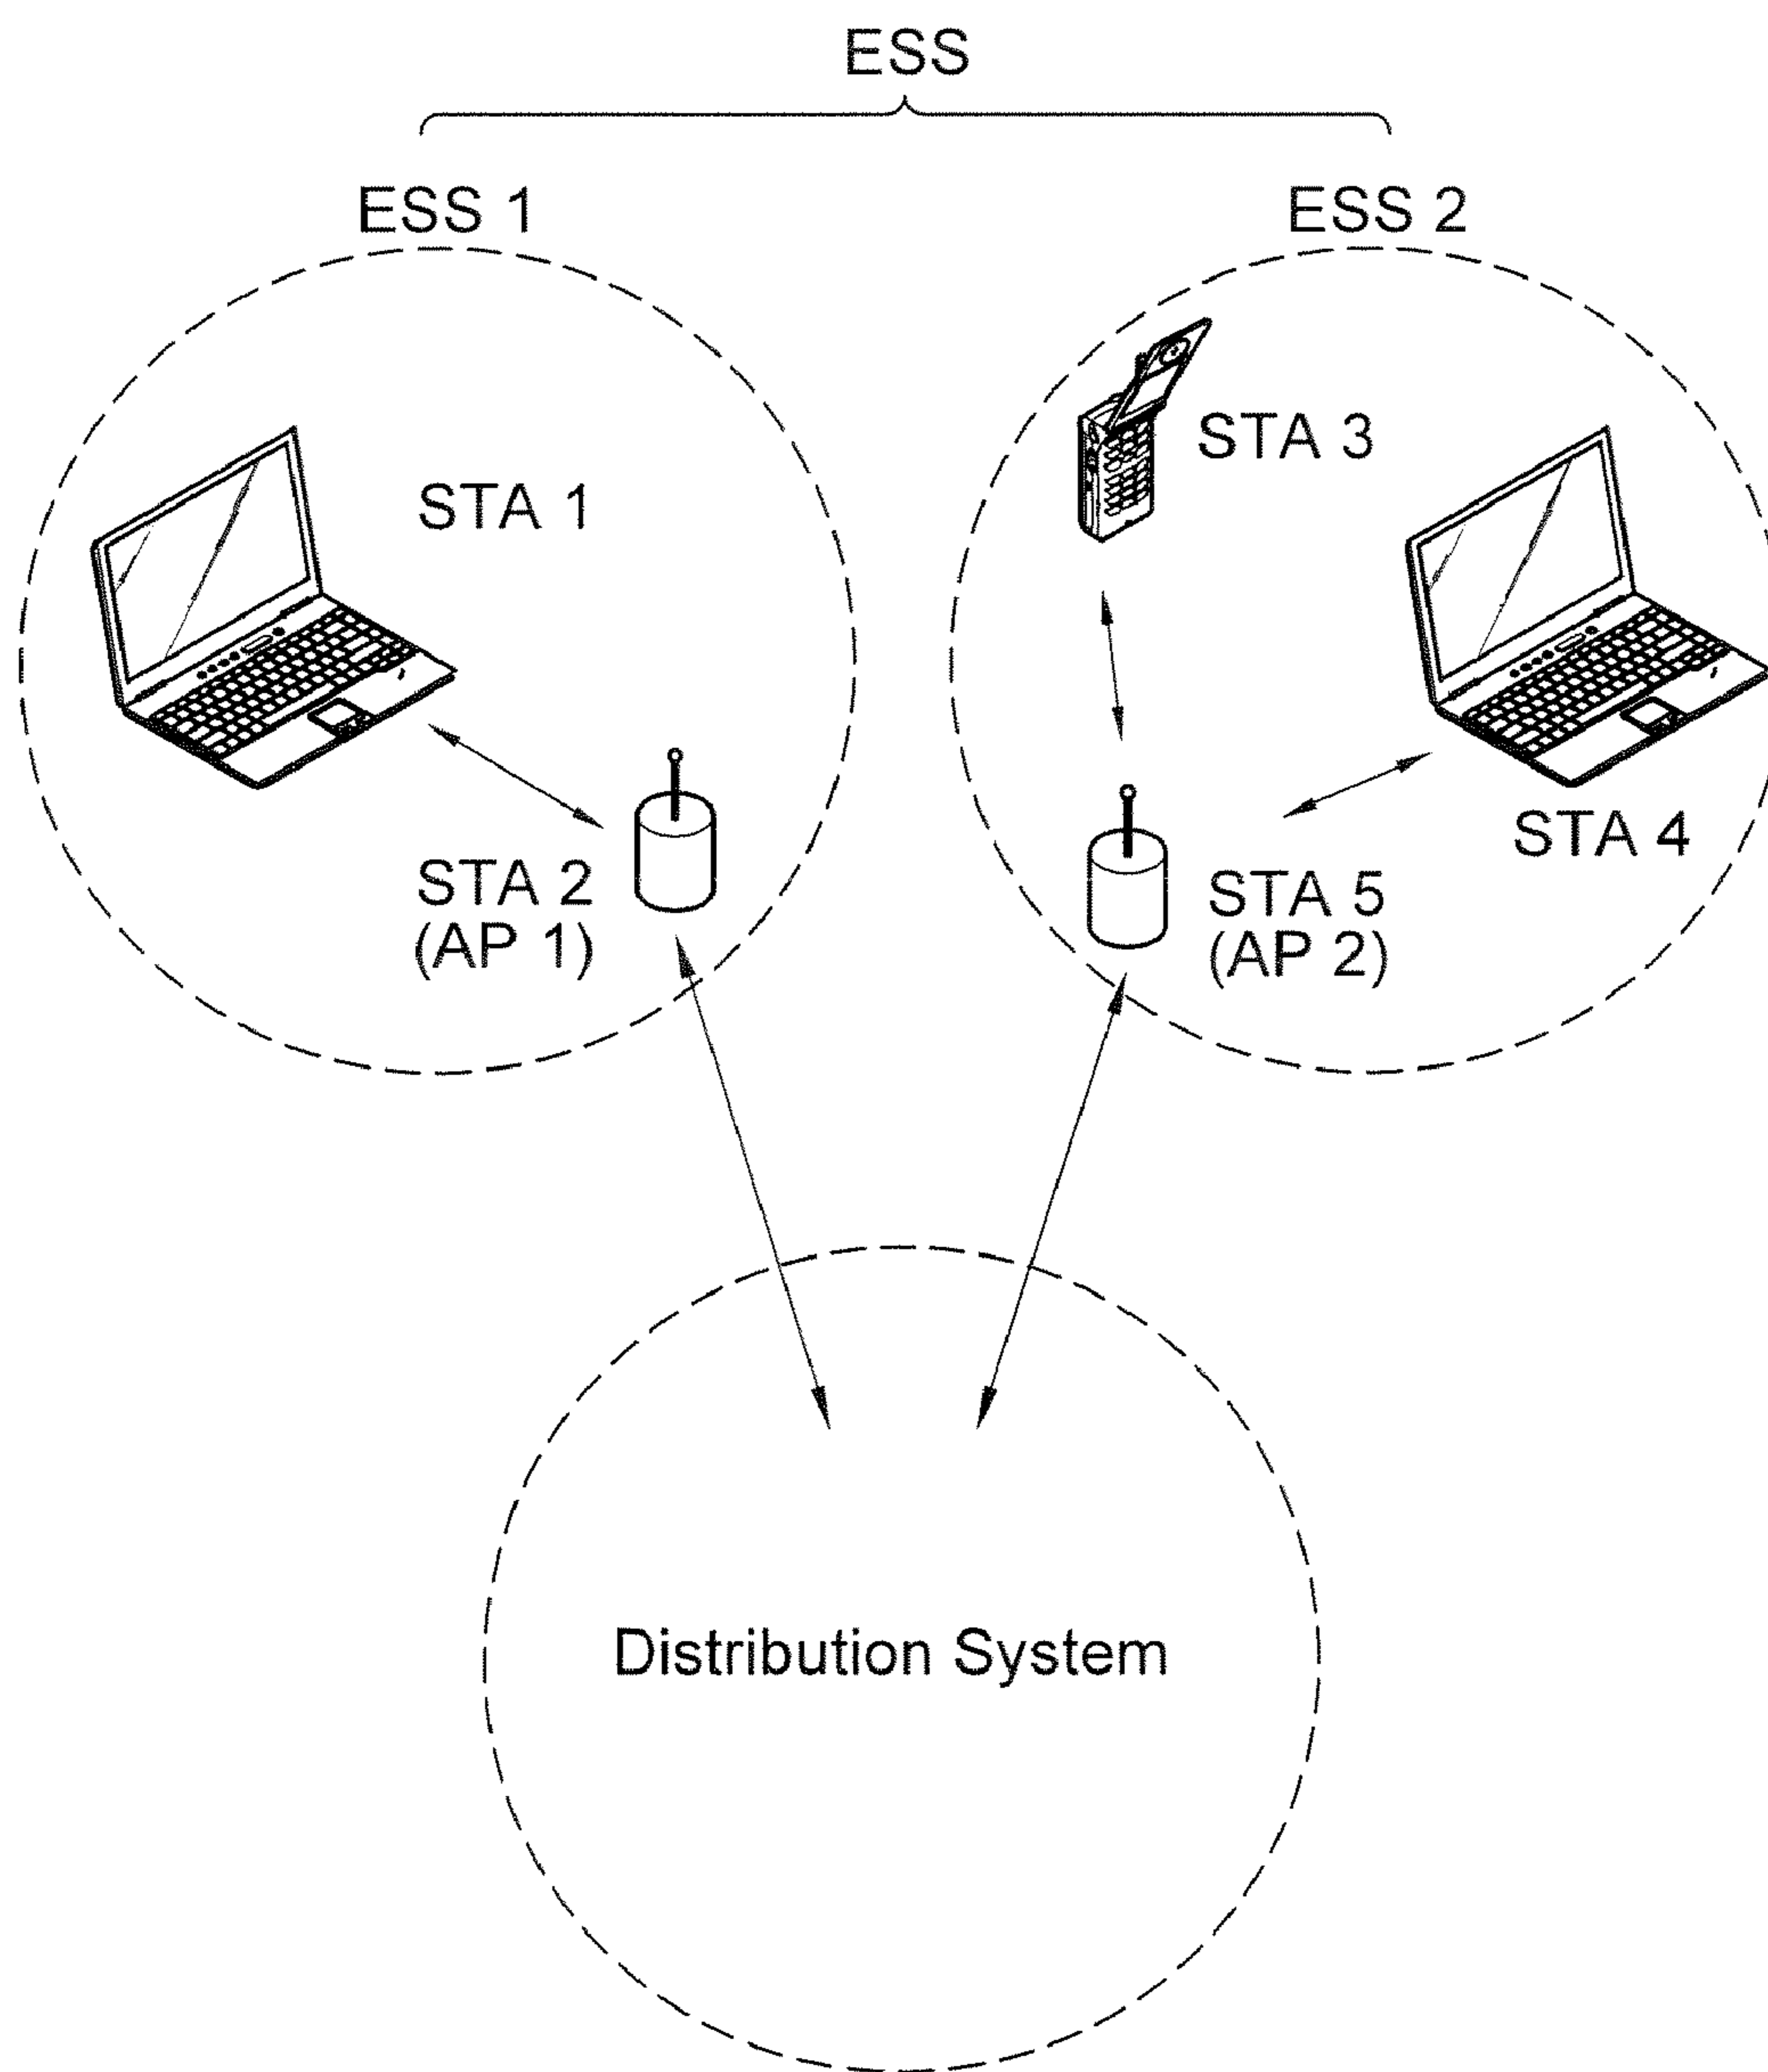 ESS
ESS 1
ESS 2
STA 1
STA 3
STA 4
STA 2
(AP 1)
STA 5
(AP 2)
Distribution System